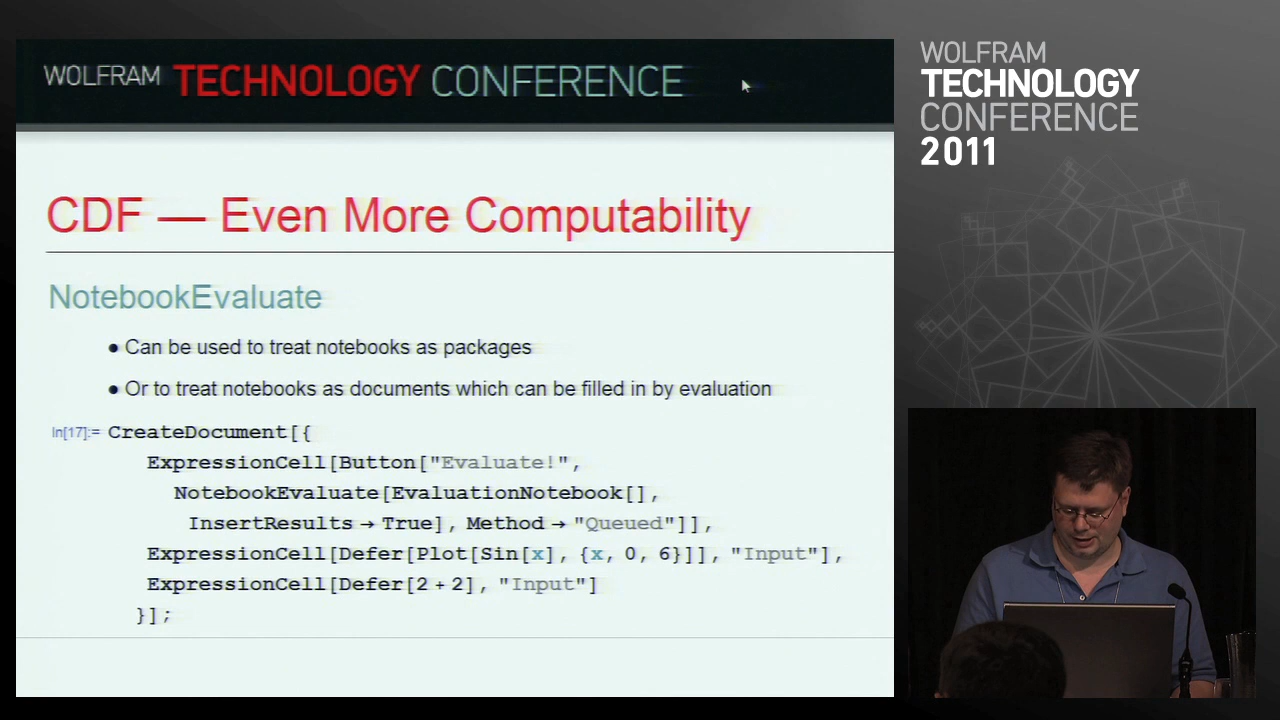 WOLFRAM TECHNOLOGY CONFERENCE
CDF — Even More Computability
NotebookEvaluate
● Can be used to treat notebooks as packages
● Or to treat notebooks as documents which can be filled in by evaluation
In[17]:= CreateDocument[{
ExpressionCell[Button["Evaluate!",
NotebookEvaluate[EvaluationNotebook[],
InsertResults → True], Method → "Queued"]],
ExpressionCell[Defer[Plot[Sin[x], {x, 0, 6}]], "Input"],
ExpressionCell[Defer[2 + 2], "Input"]
}];
WOLFRAM
TECHNOLOGY
CONFERENCE
2011